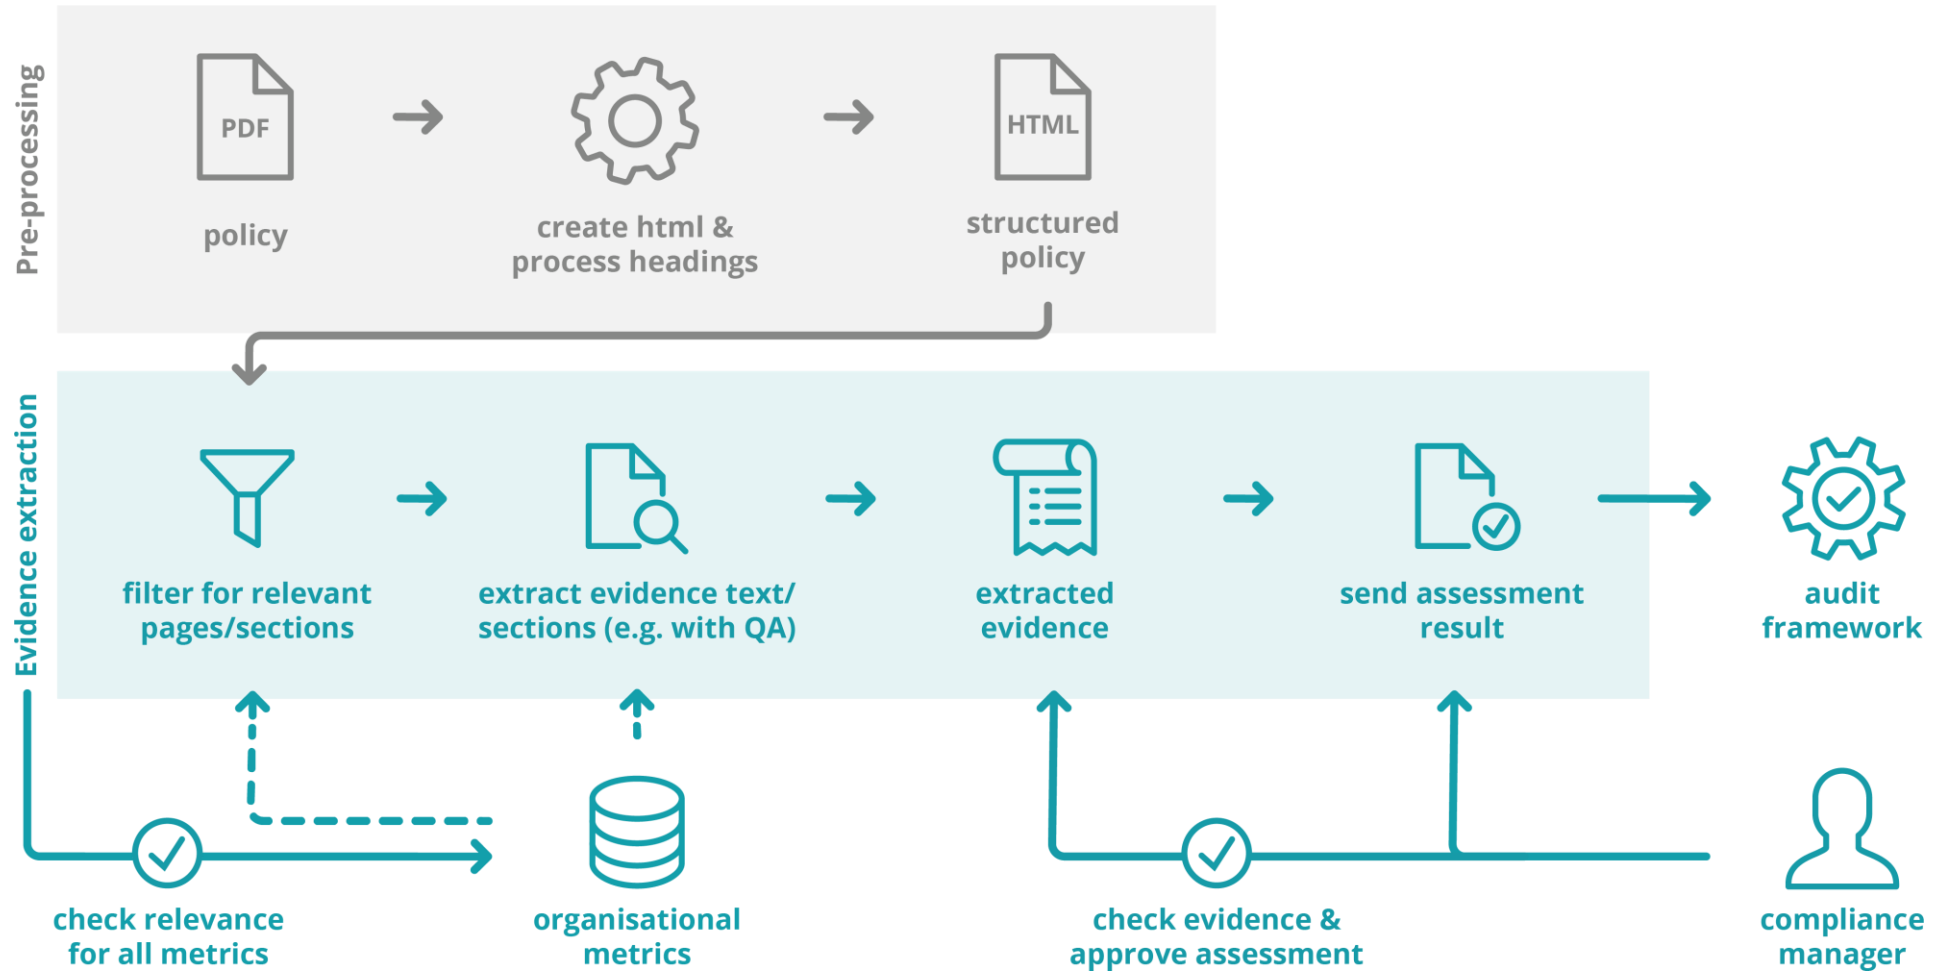 Pre-processing
PDF
policy
create html &
process headings
HTML
structured
policy
Evidence extraction
filter for relevant
pages/sections
extract evidence text/
sections (e.g. with QA)
extracted
evidence
send assessment
result
audit
framework
check relevance
for all metrics
organisational
metrics
check evidence &
approve assessment
compliance
manager